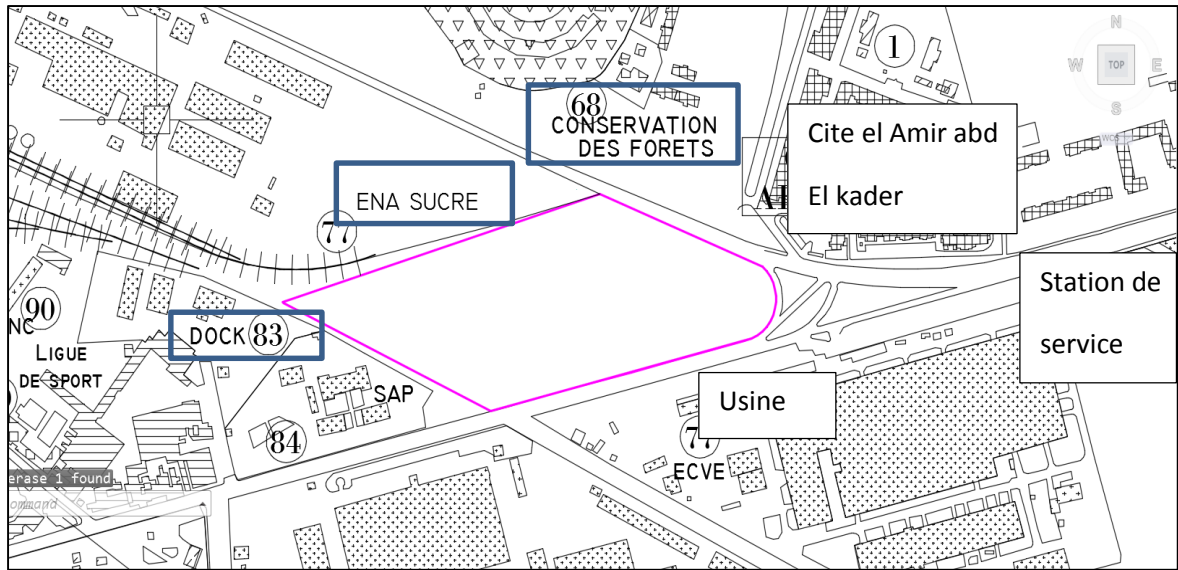 N
W
TOP
E
S
WCS
1
68
CONSERVATION
DES FORETS
Cite el Amir abd
El kader
ENA SUCRE
77
Station de
service
90
NC
LIGUE
DE SPORT
DOCK 83
SAP
84
Usine
77
ECVE
erase 1 found
ommand